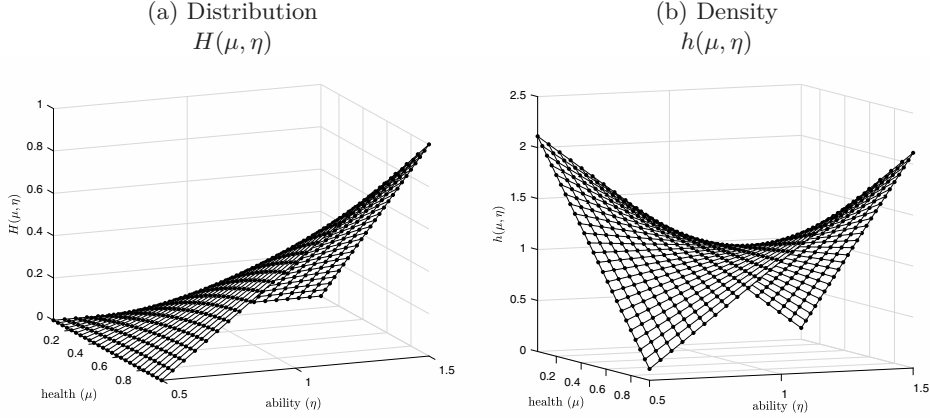 (a) Distribution
H(μ, η)
(b) Density
h(μ, η)
1
0.8
0.6
0.4
0.2
0
H(μ, η)
0.2
0.4
0.6
0.8
health (μ)
0.5
1
1.5
ability (η)
2.5
2
1.5
1
0.5
0
h(μ, η)
0.2
0.4
0.6
0.8
health (μ)
0.5
1
1.5
ability (η)